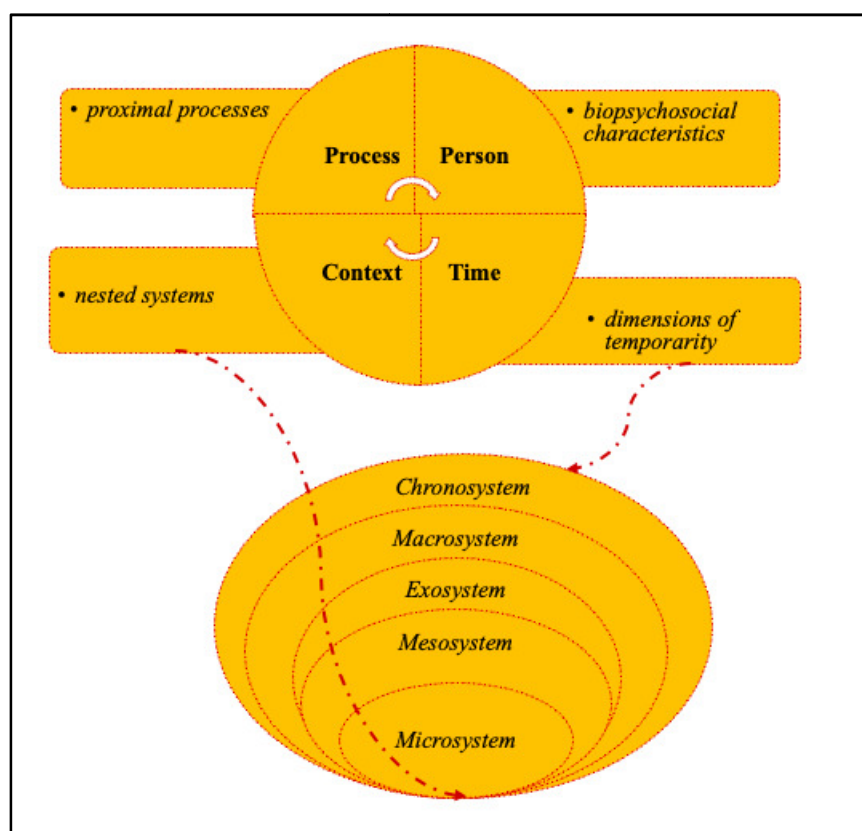 • proximal processes
• biopsychosocial
characteristics
Process
Person
Context
Time
• nested systems
• dimensions of
temporarity
Chronosystem
Macrosystem
Exosystem
Mesosystem
Microsystem